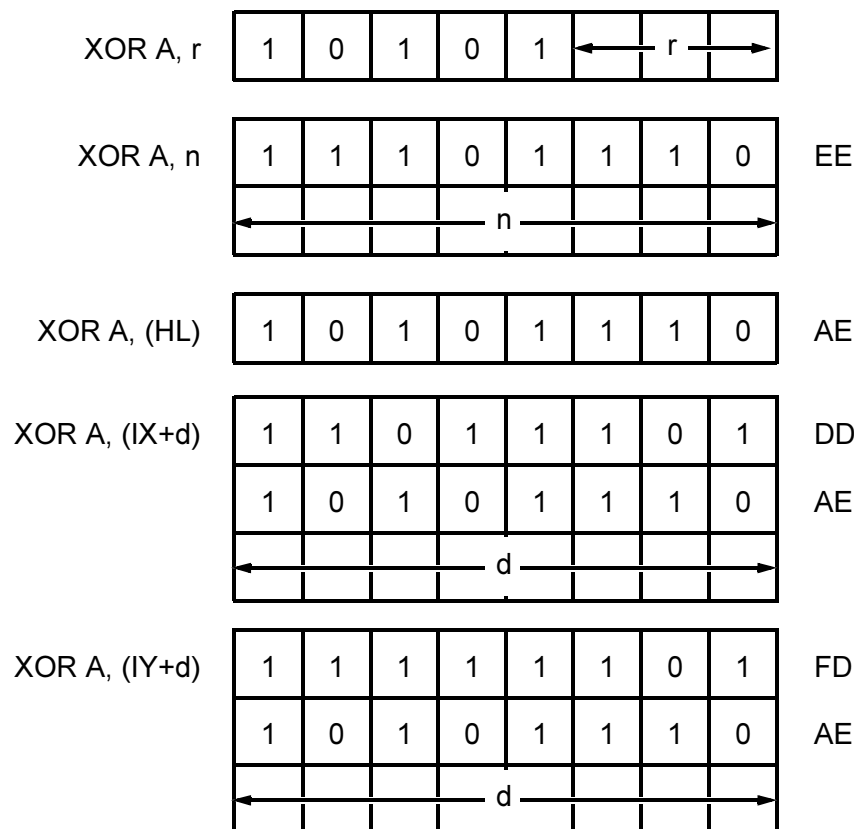 XOR A, r 1 0 1 0 1 r
XOR A, n 1 1 1 0 1 1 1 0 EE
n
XOR A, (HL) 1 0 1 0 1 1 1 0 AE
XOR A, (IX+d) 1 1 0 1 1 1 0 1 DD
1 0 1 0 1 1 1 0 AE
d
XOR A, (IY+d) 1 1 1 1 1 1 0 1 FD
1 0 1 0 1 1 1 0 AE
d